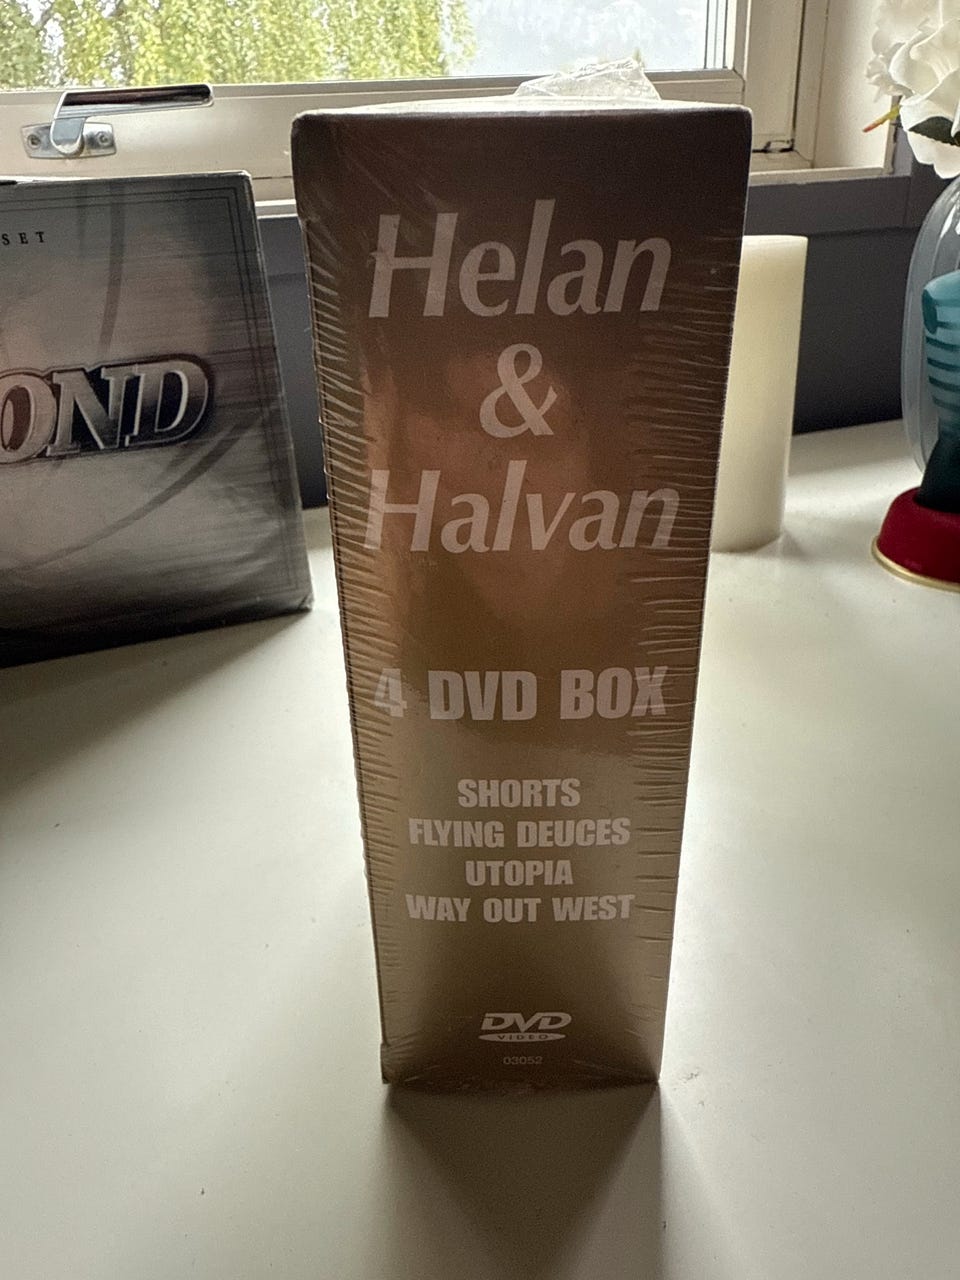 SET
OND
Helan
&
Halvan
4 DVD BOX
SHORTS
FLYING DEUCES
UTOPIA
WAY OUT WEST
DVD
VIDEO
03052